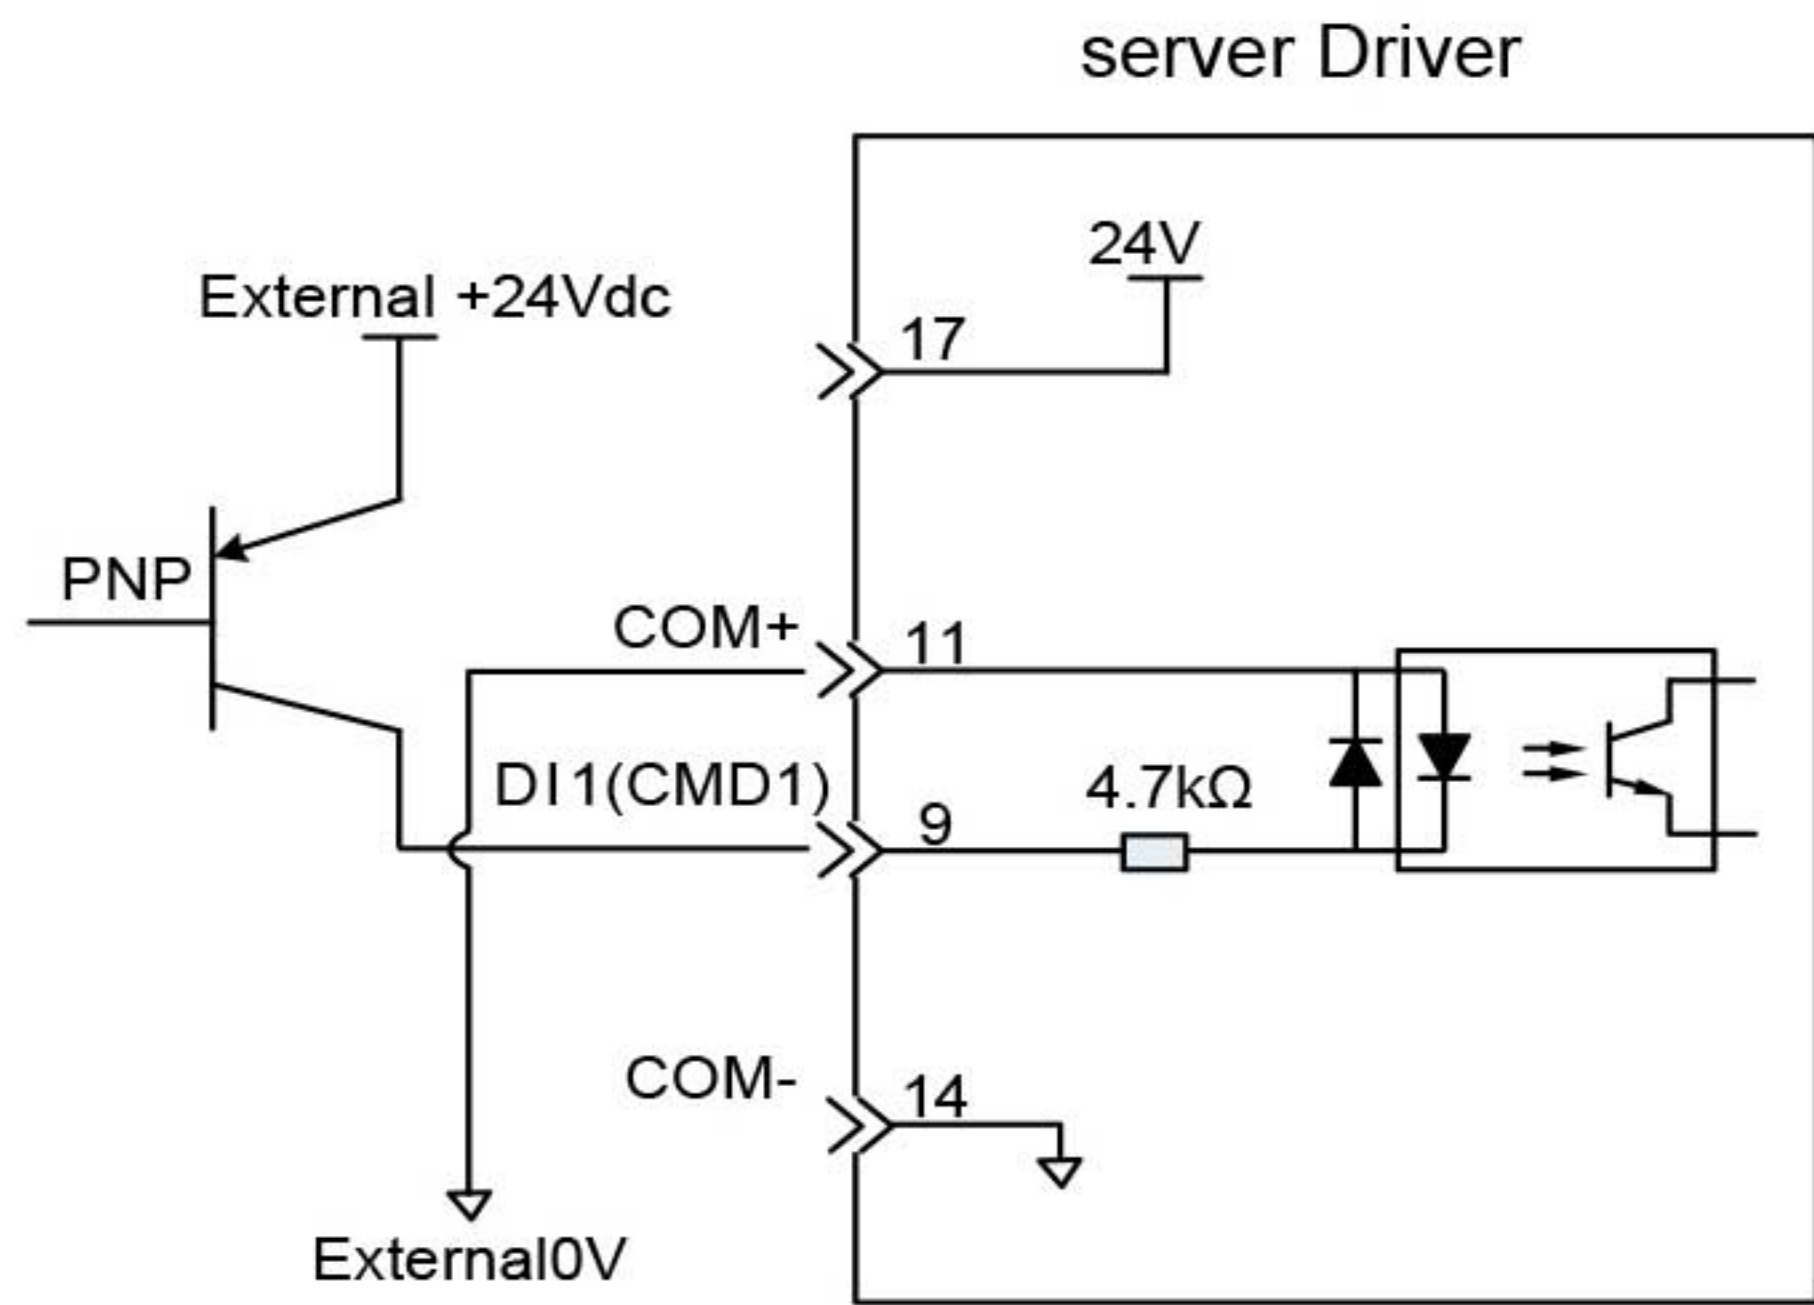 server Driver
24V
External +24Vdc
17
PNP
COM+
11
DI1(CMD1)
9
4.7kΩ
COM-
14
External0V